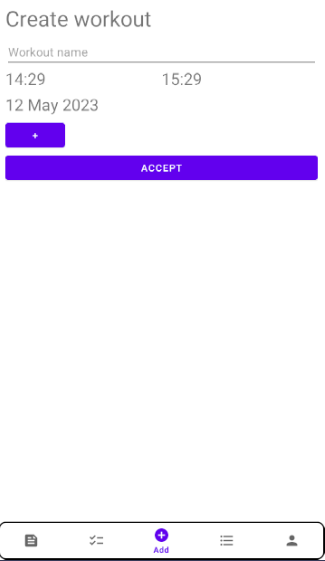 Create workout
Workout name
14:29 15:29
12 May 2023
+
ACCEPT
Add